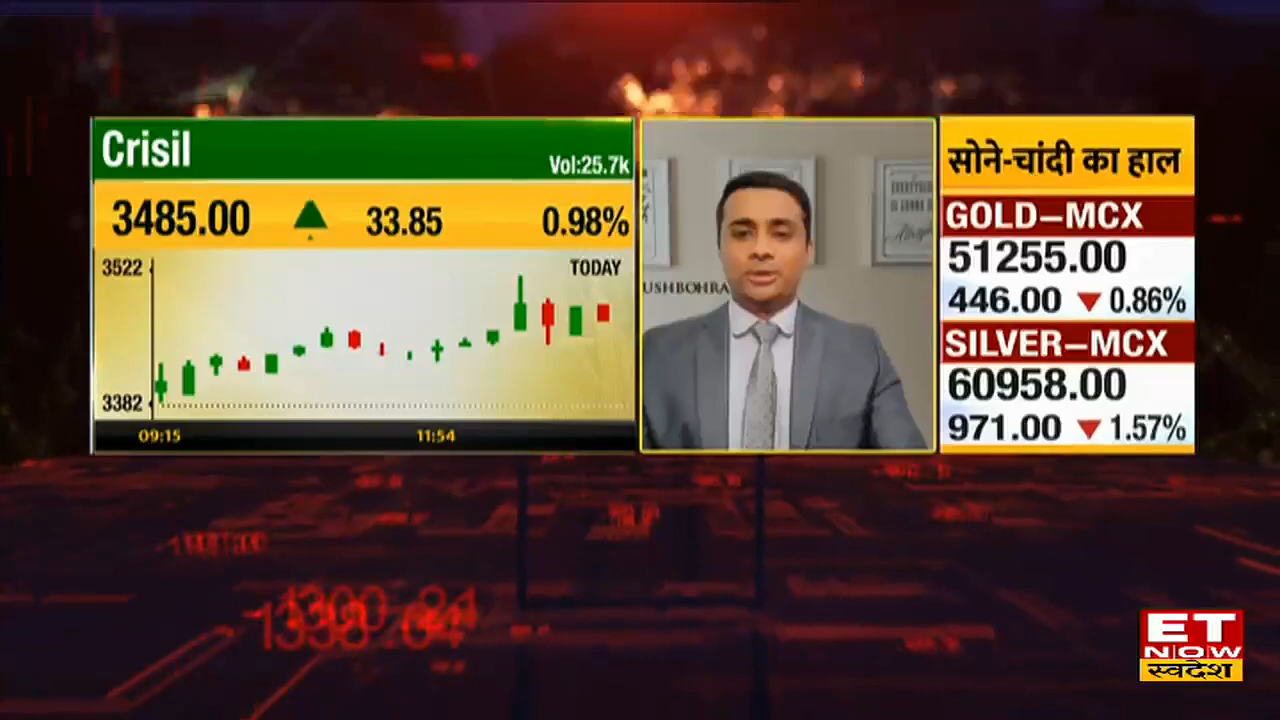 Crisil
Vol:25.7k
3485.00 ▲ 33.85 0.98%
3522
TODAY
3382
09:15 11:54
USHBOHRA
सोने-चांदी का हाल
GOLD–MCX
51255.00
446.00 ▼ 0.86%
SILVER–MCX
60958.00
971.00 ▼ 1.57%
ET
NOW
स्वदेश